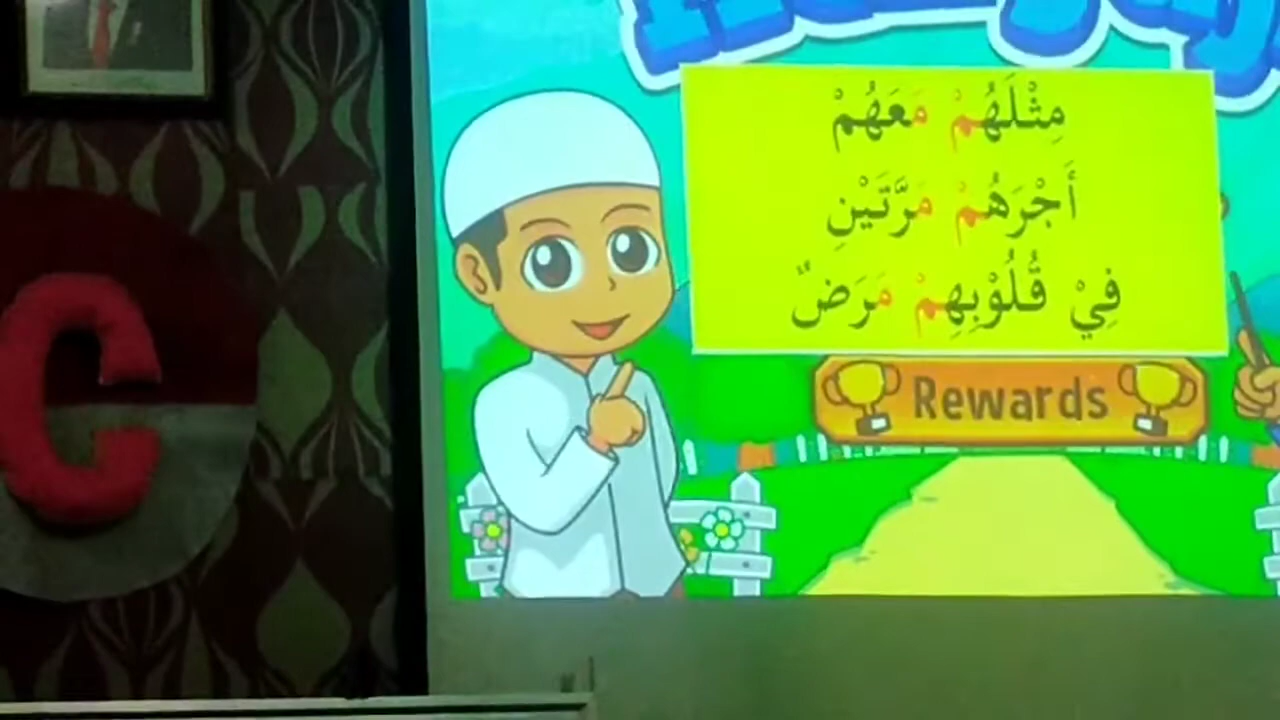 مِثْلَهُمْ مَعَهُمْ
أَجْرَهُمْ مَرَّتَيْنِ
فِيْ قُلُوْبِهِمْ مَرَضٌ
Rewards
C